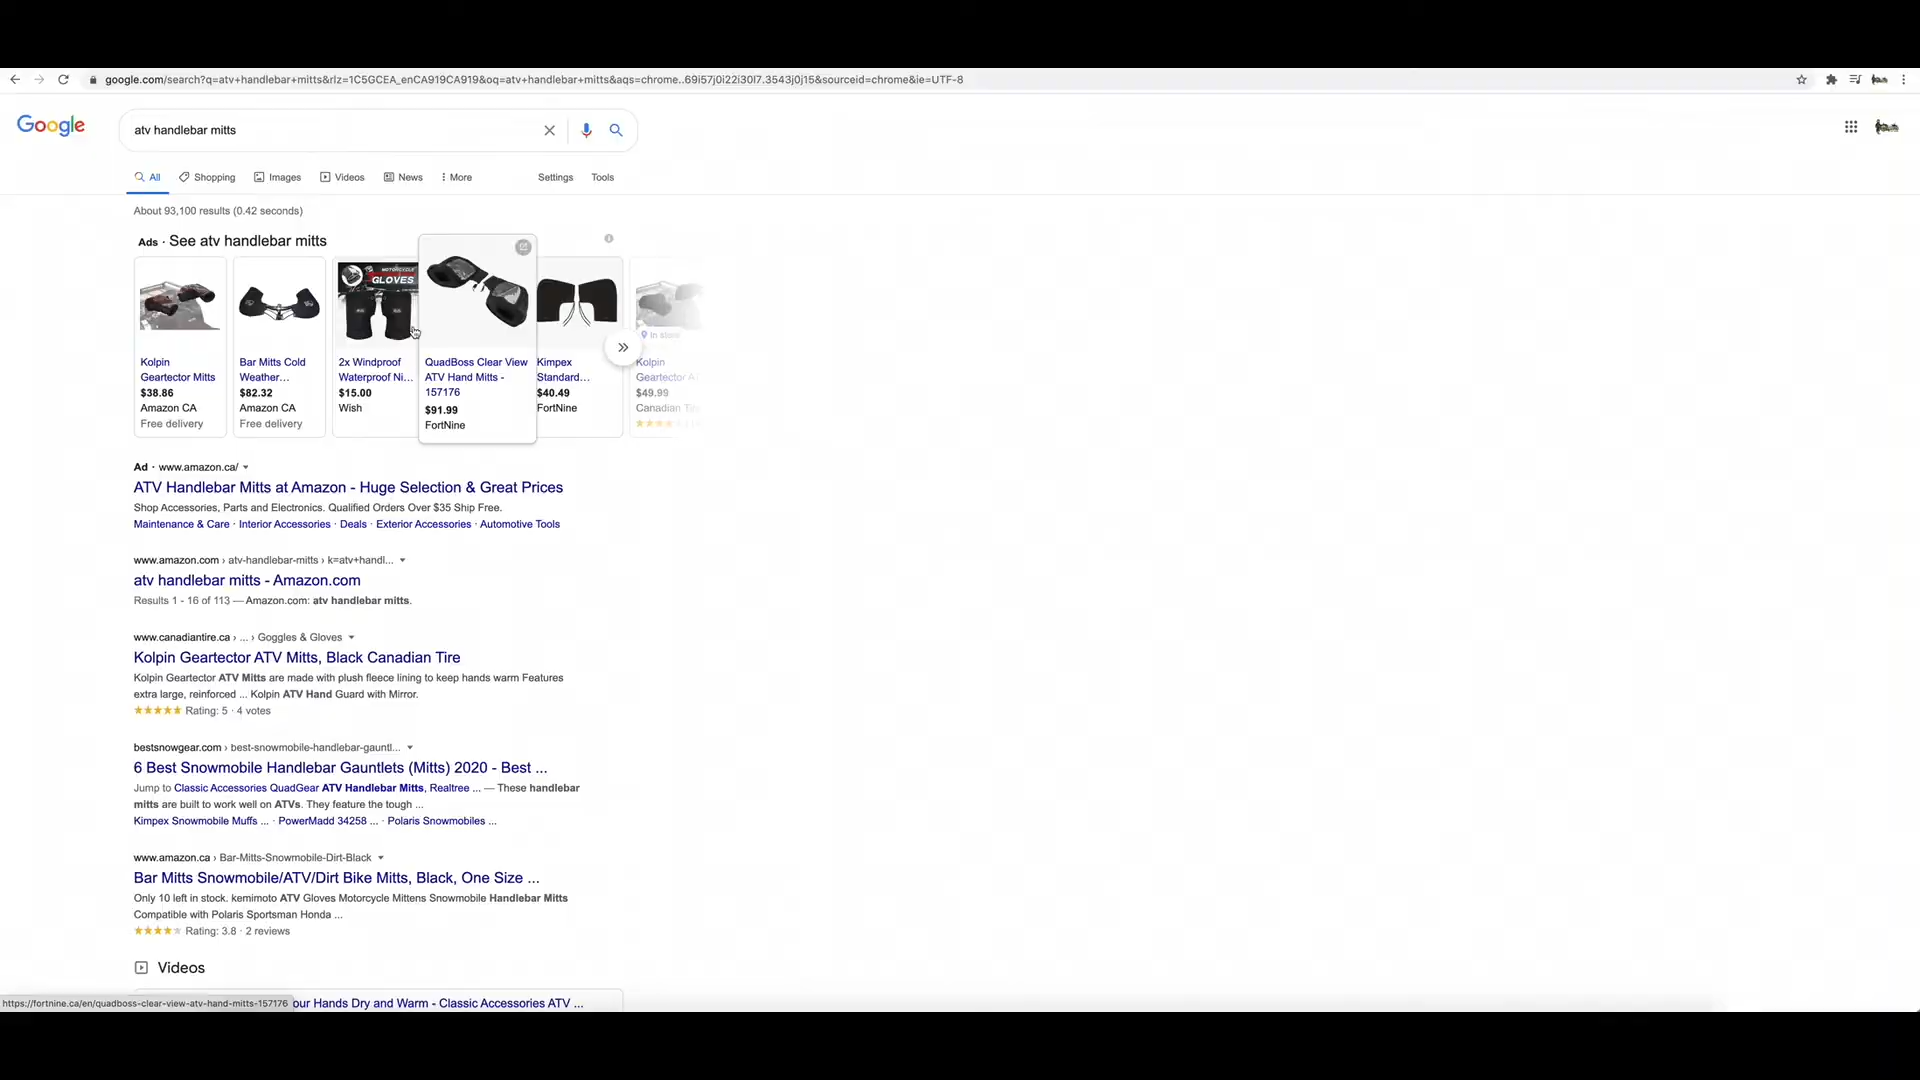 google.com/search?q=atv+handlebar+mitts&rlz=1C5GCEA_enCA919CA919&oq=atv+handlebar+mitts&aqs=chrome..69i57j0i22i30l7.3543j0j15&sourceid=chrome&ie=UTF-8
Google
atv handlebar mitts
All
Shopping
Images
Videos
News
More
Settings
Tools
About 93,100 results (0.42 seconds)
Ads · See atv handlebar mitts
MOTORCYCLE
GLOVES
Kolpin
Geartector Mitts
$38.86
Amazon CA
Free delivery
Bar Mitts Cold
Weather...
$82.32
Amazon CA
Free delivery
2x Windproof
Waterproof Ni...
$15.00
Wish
QuadBoss Clear View
ATV Hand Mitts -
157176
$91.99
FortNine
Kimpex
Standard...
$40.49
FortNine
In store
Kolpin
Geartector AT
$49.99
Canadian Tire
Ad · www.amazon.ca/
ATV Handlebar Mitts at Amazon - Huge Selection & Great Prices
Shop Accessories, Parts and Electronics. Qualified Orders Over $35 Ship Free.
Maintenance & Care · Interior Accessories · Deals · Exterior Accessories · Automotive Tools
www.amazon.com › atv-handlebar-mitts › k=atv+handl...
atv handlebar mitts - Amazon.com
Results 1 - 16 of 113 — Amazon.com: atv handlebar mitts.
www.canadiantire.ca › ... › Goggles & Gloves
Kolpin Geartector ATV Mitts, Black Canadian Tire
Kolpin Geartector ATV Mitts are made with plush fleece lining to keep hands warm Features
extra large, reinforced ... Kolpin ATV Hand Guard with Mirror.
★★★★★ Rating: 5 · 4 votes
bestsnowgear.com › best-snowmobile-handlebar-gauntl...
6 Best Snowmobile Handlebar Gauntlets (Mitts) 2020 - Best ...
Jump to Classic Accessories QuadGear ATV Handlebar Mitts, Realtree ... — These handlebar
mitts are built to work well on ATVs. They feature the tough ...
Kimpex Snowmobile Muffs ... · PowerMadd 34258 ... · Polaris Snowmobiles ...
www.amazon.ca › Bar-Mitts-Snowmobile-Dirt-Black
Bar Mitts Snowmobile/ATV/Dirt Bike Mitts, Black, One Size ...
Only 10 left in stock. kemimoto ATV Gloves Motorcycle Mittens Snowmobile Handlebar Mitts
Compatible with Polaris Sportsman Honda ...
★★★★★ Rating: 3.8 · 2 reviews
Videos
https://fortnine.ca/en/quadboss-clear-view-atv-hand-mitts-157176
our Hands Dry and Warm - Classic Accessories ATV ...